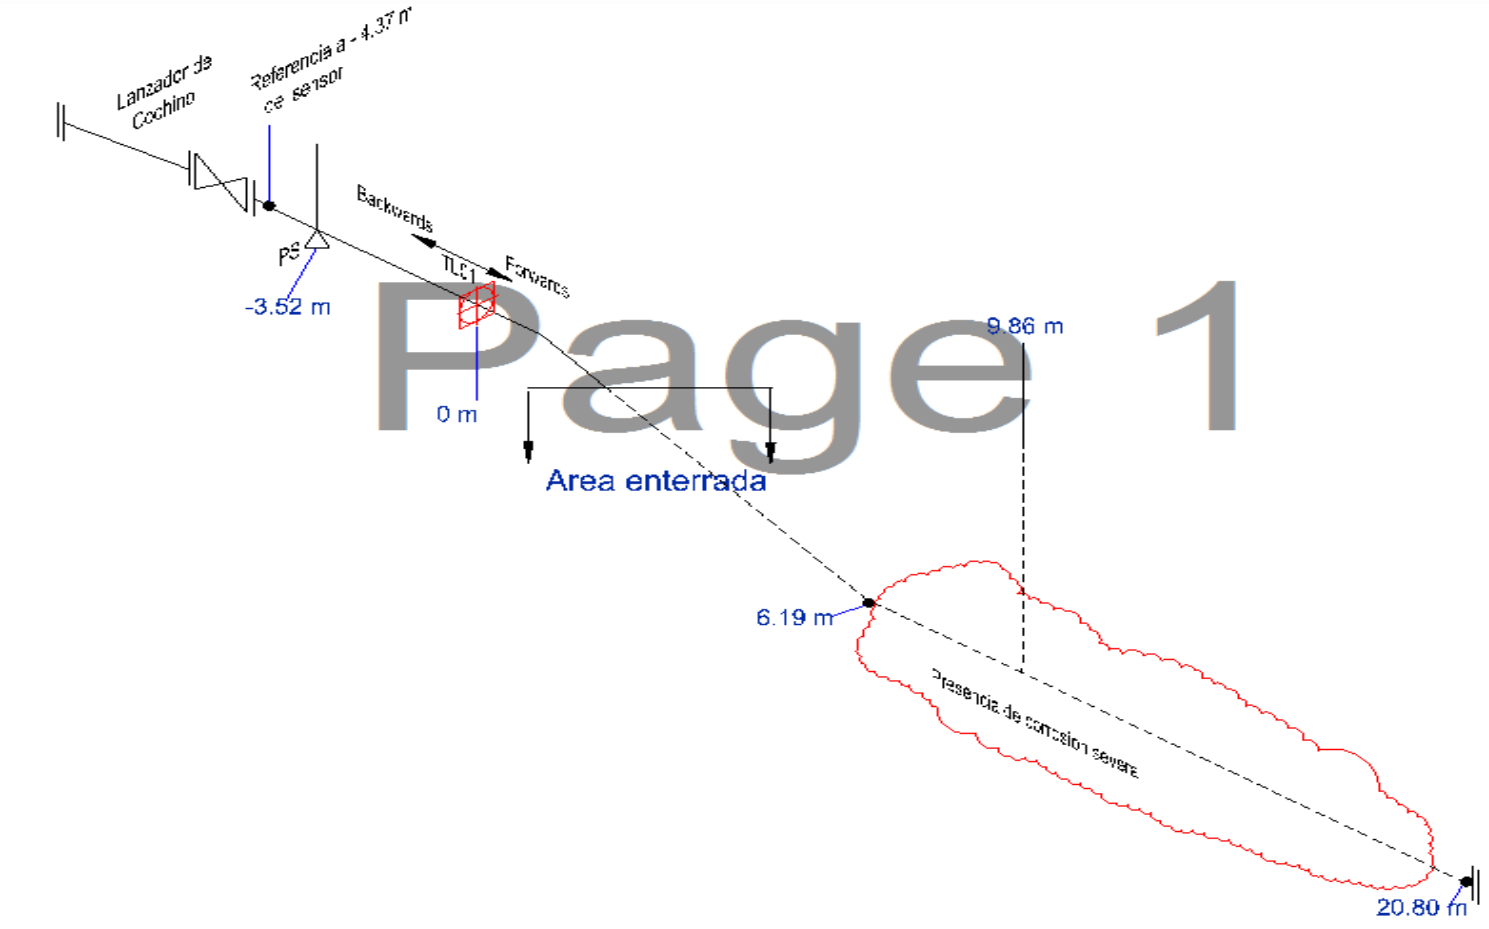 Referencia a - 4.37 m
de sensor
Lanzador de
Cochino
Backwards
PS
TLC1
Forwards
-3.52 m
Page 1
9.86 m
0 m
Area enterrada
6.19 m
Presencia de corrosion severa
20.80 m